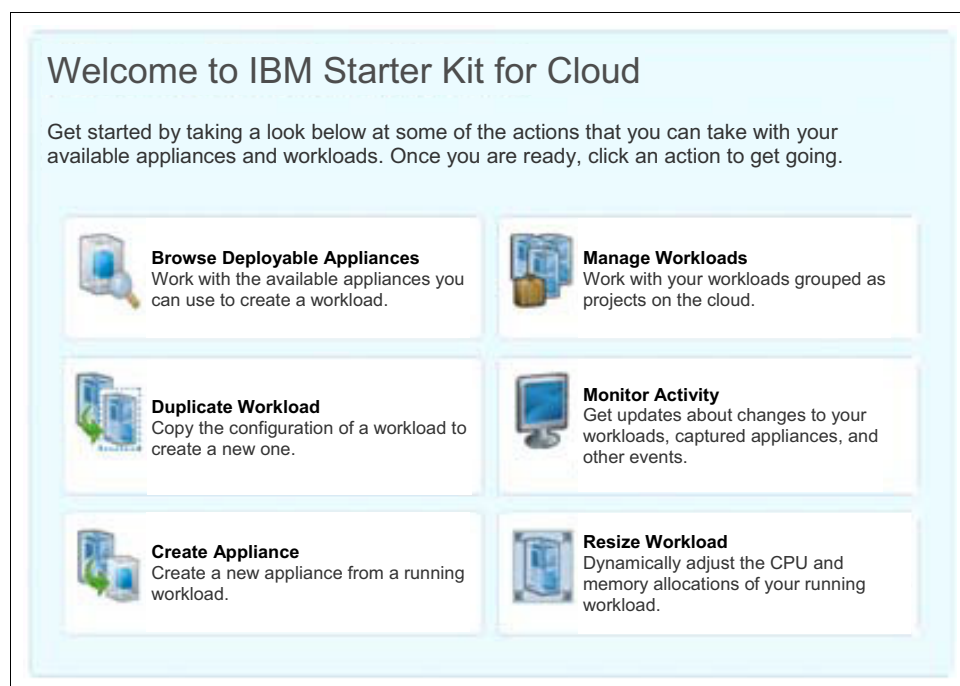 Welcome to IBM Starter Kit for Cloud
Get started by taking a look below at some of the actions that you can take with your
available appliances and workloads. Once you are ready, click an action to get going.
Browse Deployable Appliances
Work with the available appliances you
can use to create a workload.
Manage Workloads
Work with your workloads grouped as
projects on the cloud.
Duplicate Workload
Copy the configuration of a workload to
create a new one.
Monitor Activity
Get updates about changes to your
workloads, captured appliances, and
other events.
Create Appliance
Create a new appliance from a running
workload.
Resize Workload
Dynamically adjust the CPU and
memory allocations of your running
workload.